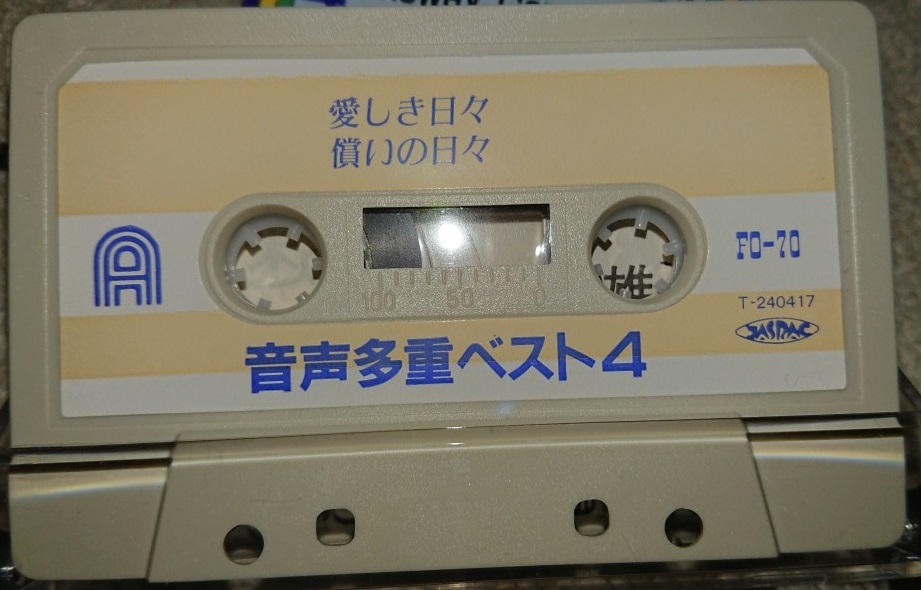 愛しき日々
償いの日々
A
FO-70
100 50 0
雄
T-240417
JASRAC
音声多重ベスト4